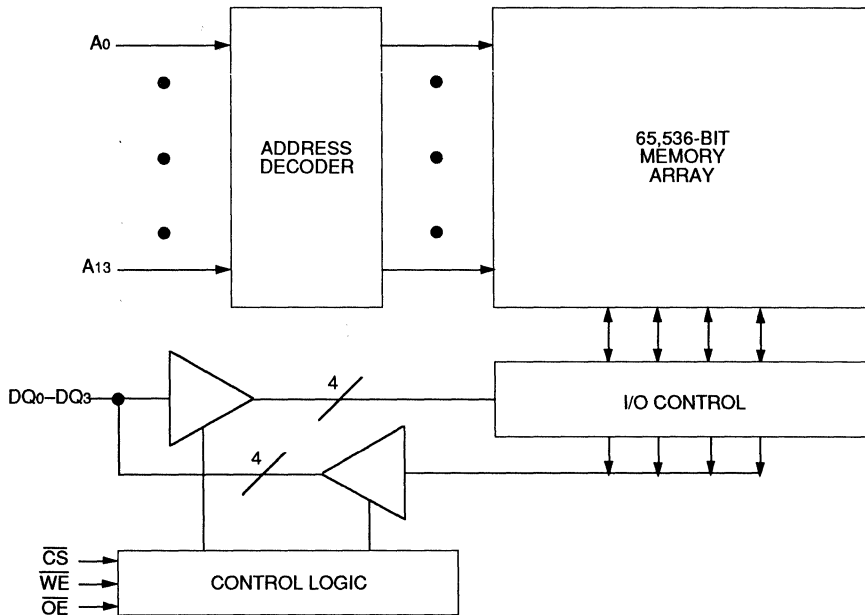 A0
A13
ADDRESS
DECODER
65,536-BIT
MEMORY
ARRAY
DQ0–DQ3
4
I/O CONTROL
4
CS
WE
OE
CONTROL LOGIC